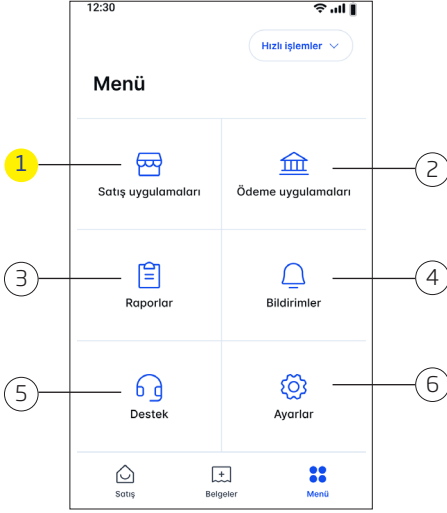 12:30
Hızlı işlemler
Menü
1
2
Satış uygulamaları
Ödeme uygulamaları
3
4
Raporlar
Bildirimler
5
6
Destek
Ayarlar
Satış
Belgeler
Menü